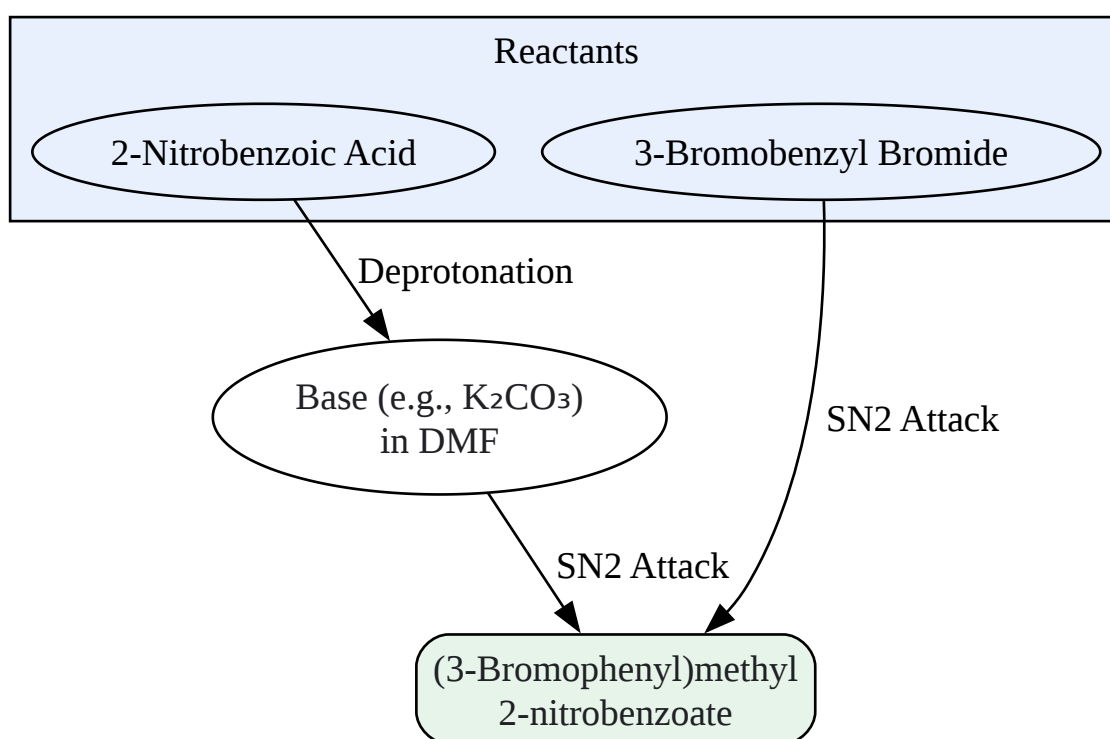 Reactants
2-Nitrobenzoic Acid
3-Bromobenzyl Bromide
Deprotonation
Base (e.g., K₂CO₃)
in DMF
SN2 Attack
SN2 Attack
(3-Bromophenyl)methyl
2-nitrobenzoate